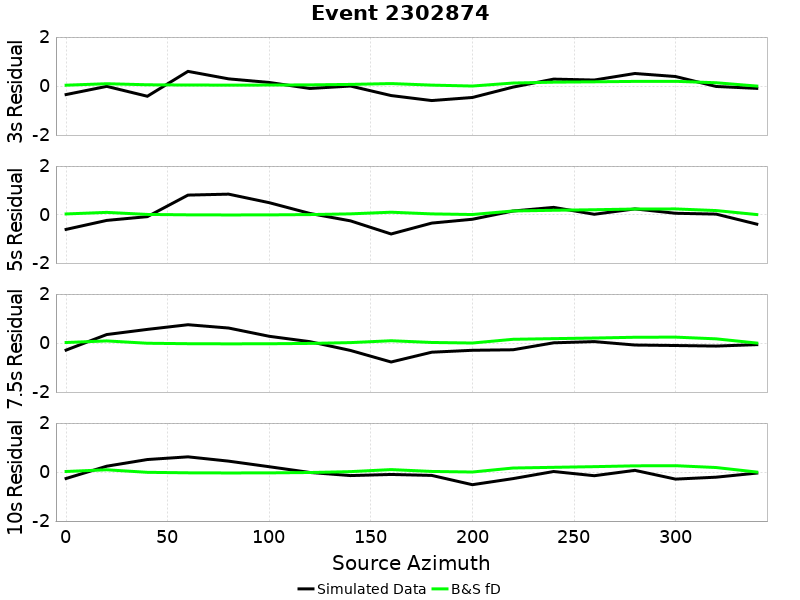 Event 2302874
3s Residual
2
0
-2
5s Residual
2
0
-2
7.5s Residual
2
0
-2
10s Residual
2
0
-2
0 50 100 150 200 250 300
Source Azimuth
Simulated Data B&S fD